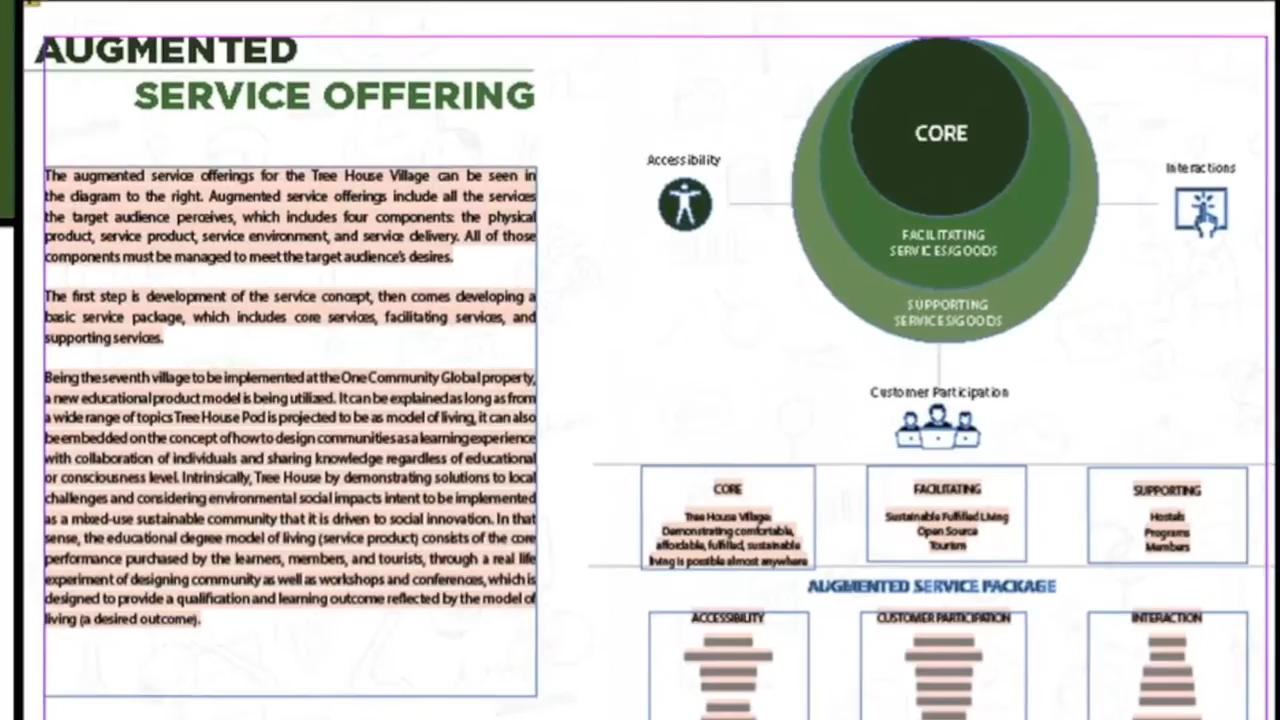 AUGMENTED
SERVICE OFFERING
The augmented service offerings for the Tree House Village can be seen in
the diagram to the right. Augmented service offerings include all the services
the target audience perceives, which includes four components: the physical
product, service product, service environment, and service delivery. All of those
components must be managed to meet the target audience's desires.
The first step is development of the service concept, then comes developing a
basic service package, which includes core services, facilitating services, and
supporting services.
Being the seventh village to be implemented at the One Community Global property,
a new educational product model is being utilized. It can be explained as long as from
a wide range of topics Tree House Pod is projected to be as model of living, it can also
be embedded on the concept of how to design communities as a learning experience
with collaboration of individuals and sharing knowledge regardless of educational
or consciousness level. Intrinsically, Tree House by demonstrating solutions to local
challenges and considering environmental social impacts intent to be implemented
as a mixed-use sustainable community that it is driven to social innovation. In that
sense, the educational degree model of living (service product) consists of the core
performance purchased by the learners, members, and tourists, through a real life
experiment of designing community as well as workshops and conferences, which is
designed to provide a qualification and learning outcome reflected by the model of
living (a desired outcome).
CORE
FACILITATING
SERVICES/GOODS
SUPPORTING
SERVICES/GOODS
Accessibility
Interactions
Customer Participation
CORE
Tree House Village:
Demonstrating comfortable,
affordable, fulfilled, sustainable
living is possible almost anywhere
FACILITATING
Sustainable Fulfilled Living
Open Source
Tourism
SUPPORTING
Hostels
Programs
Members
AUGMENTED SERVICE PACKAGE
ACCESSIBILITY
CUSTOMER PARTICIPATION
INTERACTION